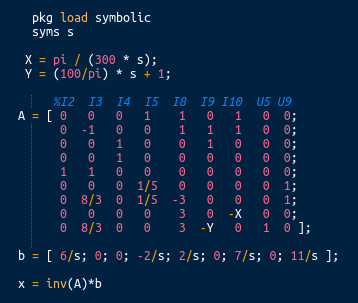 pkg load symbolic
syms s
X = pi / (300 * s);
Y = (100/pi) * s + 1;
%I2 I3 I4 I5 I8 I9 I10 U5 U9
A = [ 0 0 0 1 1 0 1 0 0;
0 -1 0 0 1 1 1 0 0;
0 0 1 0 0 1 0 0 0;
0 0 1 0 0 0 0 0 0;
1 1 0 0 0 0 0 0 0;
0 0 0 1/5 0 0 0 0 1;
0 8/3 0 1/5 -3 0 0 0 1;
0 0 0 0 3 0 -X 0 0;
0 8/3 0 0 3 -Y 0 1 0 ];
b = [ 6/s; 0; 0; -2/s; 2/s; 0; 7/s; 0; 11/s ];
x = inv(A)*b